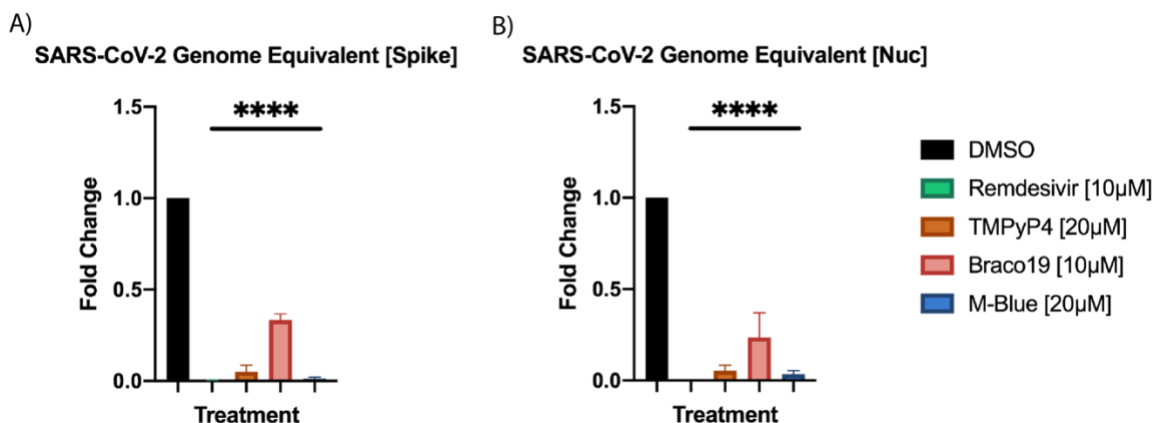 A)
SARS-CoV-2 Genome Equivalent [Spike]
****
1.5
1.0
0.5
0.0
Fold Change
Treatment
B)
SARS-CoV-2 Genome Equivalent [Nuc]
****
1.5
1.0
0.5
0.0
Fold Change
Treatment
DMSO
Remdesivir [10µM]
TMPyP4 [20µM]
Braco19 [10µM]
M-Blue [20µM]